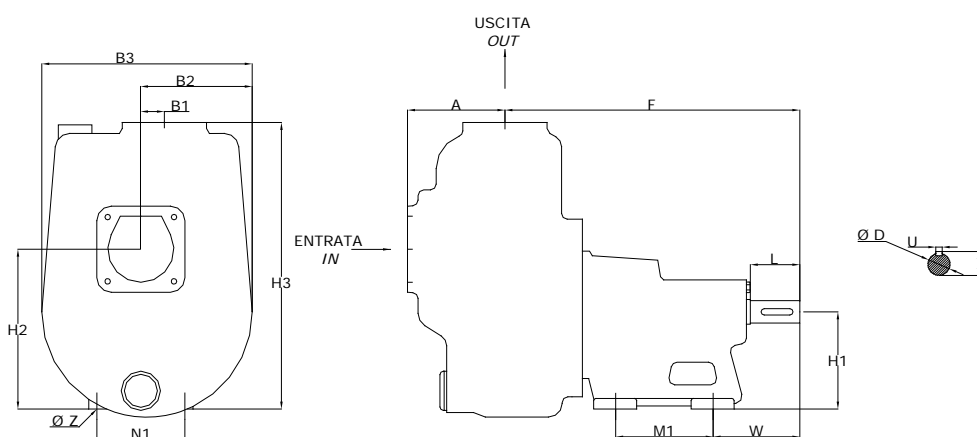 USCITA
OUT
B3
B2
B1
A
F
ENTRATA
IN
H2
H3
Ø D
U
L
H1
Ø Z
N1
M1
W